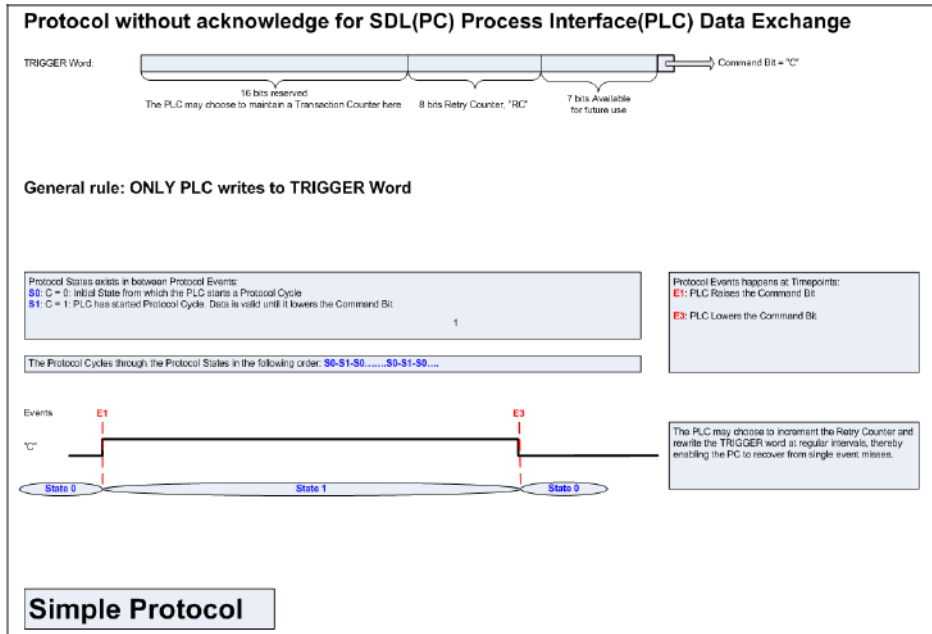 Protocol without acknowledge for SDL(PC) Process Interface(PLC) Data Exchange
TRIGGER Word:
Command Bit = "C"
16 bits reserved
The PLC may choose to maintain a Transaction Counter here
8 bits Retry Counter, "RC"
7 bits Available
for future use
General rule: ONLY PLC writes to TRIGGER Word
Protocol States exists in between Protocol Events:
S0: C = 0: Initial State from which the PLC starts a Protocol Cycle
S1: C = 1: PLC has started Protocol Cycle. Data is valid until it lowers the Command Bit
1
Protocol Events happens at Timepoints:
E1: PLC Raises the Command Bit
E3: PLC Lowers the Command Bit
The Protocol Cycles through the Protocol States in the following order: S0-S1-S0.......S0-S1-S0....
Events
E1
E3
"C"
The PLC may choose to increment the Retry Counter and
rewrite the TRIGGER word at regular intervals, thereby
enabling the PC to recover from single event misses.
State 0
State 1
State 0
Simple Protocol